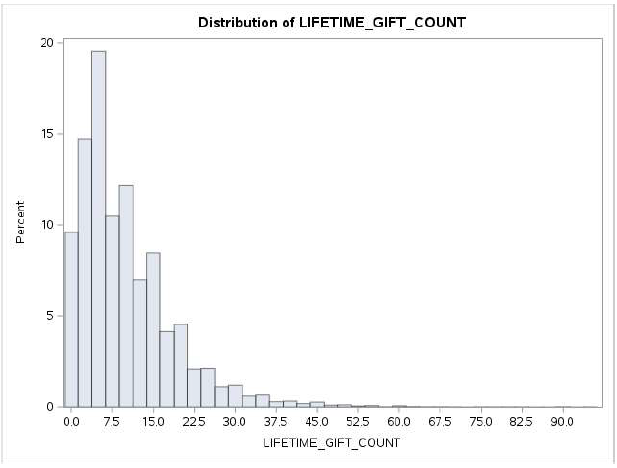 Distribution of LIFETIME_GIFT_COUNT
20
15
10
5
0
Percent
0.0 7.5 15.0 22.5 30.0 37.5 45.0 52.5 60.0 67.5 75.0 82.5 90.0
LIFETIME_GIFT_COUNT